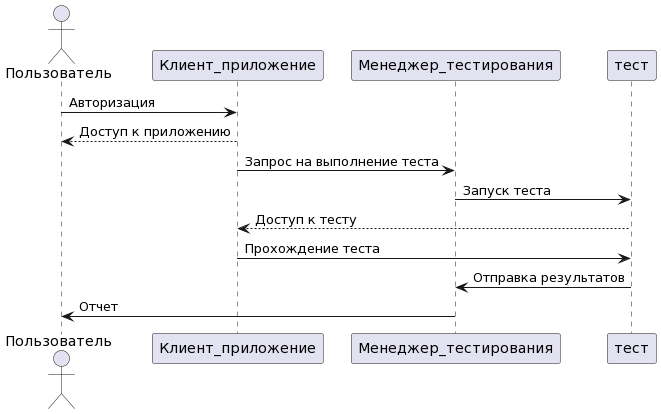 Пользователь
Клиент_приложение
Менеджер_тестирования
тест
Авторизация
Доступ к приложению
Запрос на выполнение теста
Запуск теста
Доступ к тесту
Прохождение теста
Отправка результатов
Отчет
Пользователь
Клиент_приложение
Менеджер_тестирования
тест